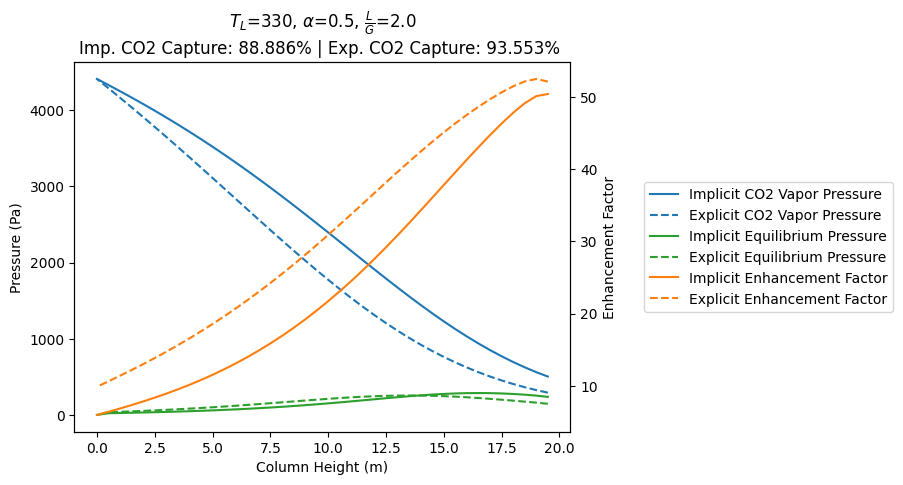 T_L=330, α=0.5, L/G=2.0
Imp. CO2 Capture: 88.886% | Exp. CO2 Capture: 93.553%
Pressure (Pa)
4000
3000
2000
1000
0
0.0 2.5 5.0 7.5 10.0 12.5 15.0 17.5 20.0
Column Height (m)
50
40
30
20
10
Enhancement Factor
Implicit CO2 Vapor Pressure
Explicit CO2 Vapor Pressure
Implicit Equilibrium Pressure
Explicit Equilibrium Pressure
Implicit Enhancement Factor
Explicit Enhancement Factor